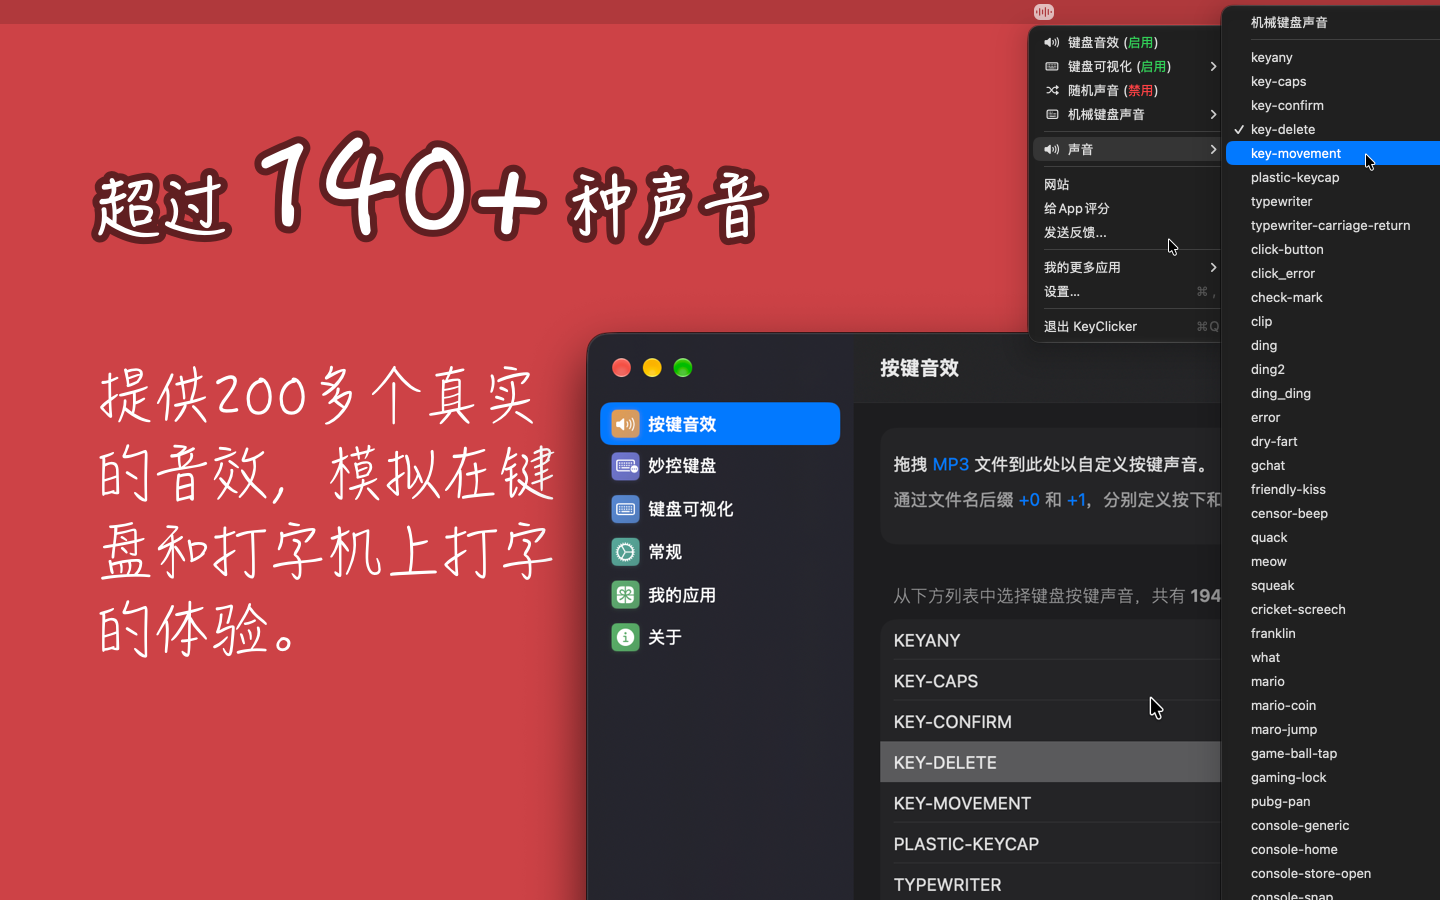 超过 140+ 种声音
提供200多个真实
的音效，模拟在键
盘和打字机上打字
的体验。
键盘音效 (启用)
键盘可视化 (启用)
随机声音 (禁用)
机械键盘声音
声音
网站
给App评分
发送反馈...
我的更多应用
设置... ⌘ ,
退出 KeyClicker ⌘Q
机械键盘声音
keyany
key-caps
key-confirm
✓ key-delete
key-movement
plastic-keycap
typewriter
typewriter-carriage-return
click-button
click_error
check-mark
clip
ding
ding2
ding_ding
error
dry-fart
gchat
friendly-kiss
censor-beep
quack
meow
squeak
cricket-screech
franklin
what
mario
mario-coin
maro-jump
game-ball-tap
gaming-lock
pubg-pan
console-generic
console-home
console-store-open
console-snap
按键音效
妙控键盘
键盘可视化
常规
我的应用
关于
按键音效
拖拽 MP3 文件到此处以自定义按键声音。
通过文件名后缀 +0 和 +1，分别定义按下和
从下方列表中选择键盘按键声音，共有 194
KEYANY
KEY-CAPS
KEY-CONFIRM
KEY-DELETE
KEY-MOVEMENT
PLASTIC-KEYCAP
TYPEWRITER